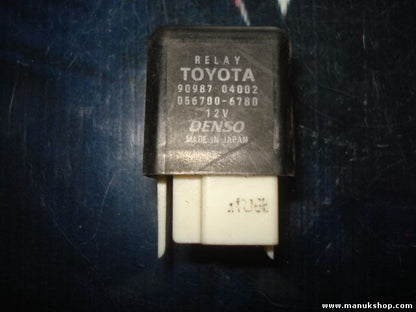 RELAY
TOYOTA
90987 04002
056700-6780
12V
DENSO
MADE IN JAPAN
www.manukshop.com